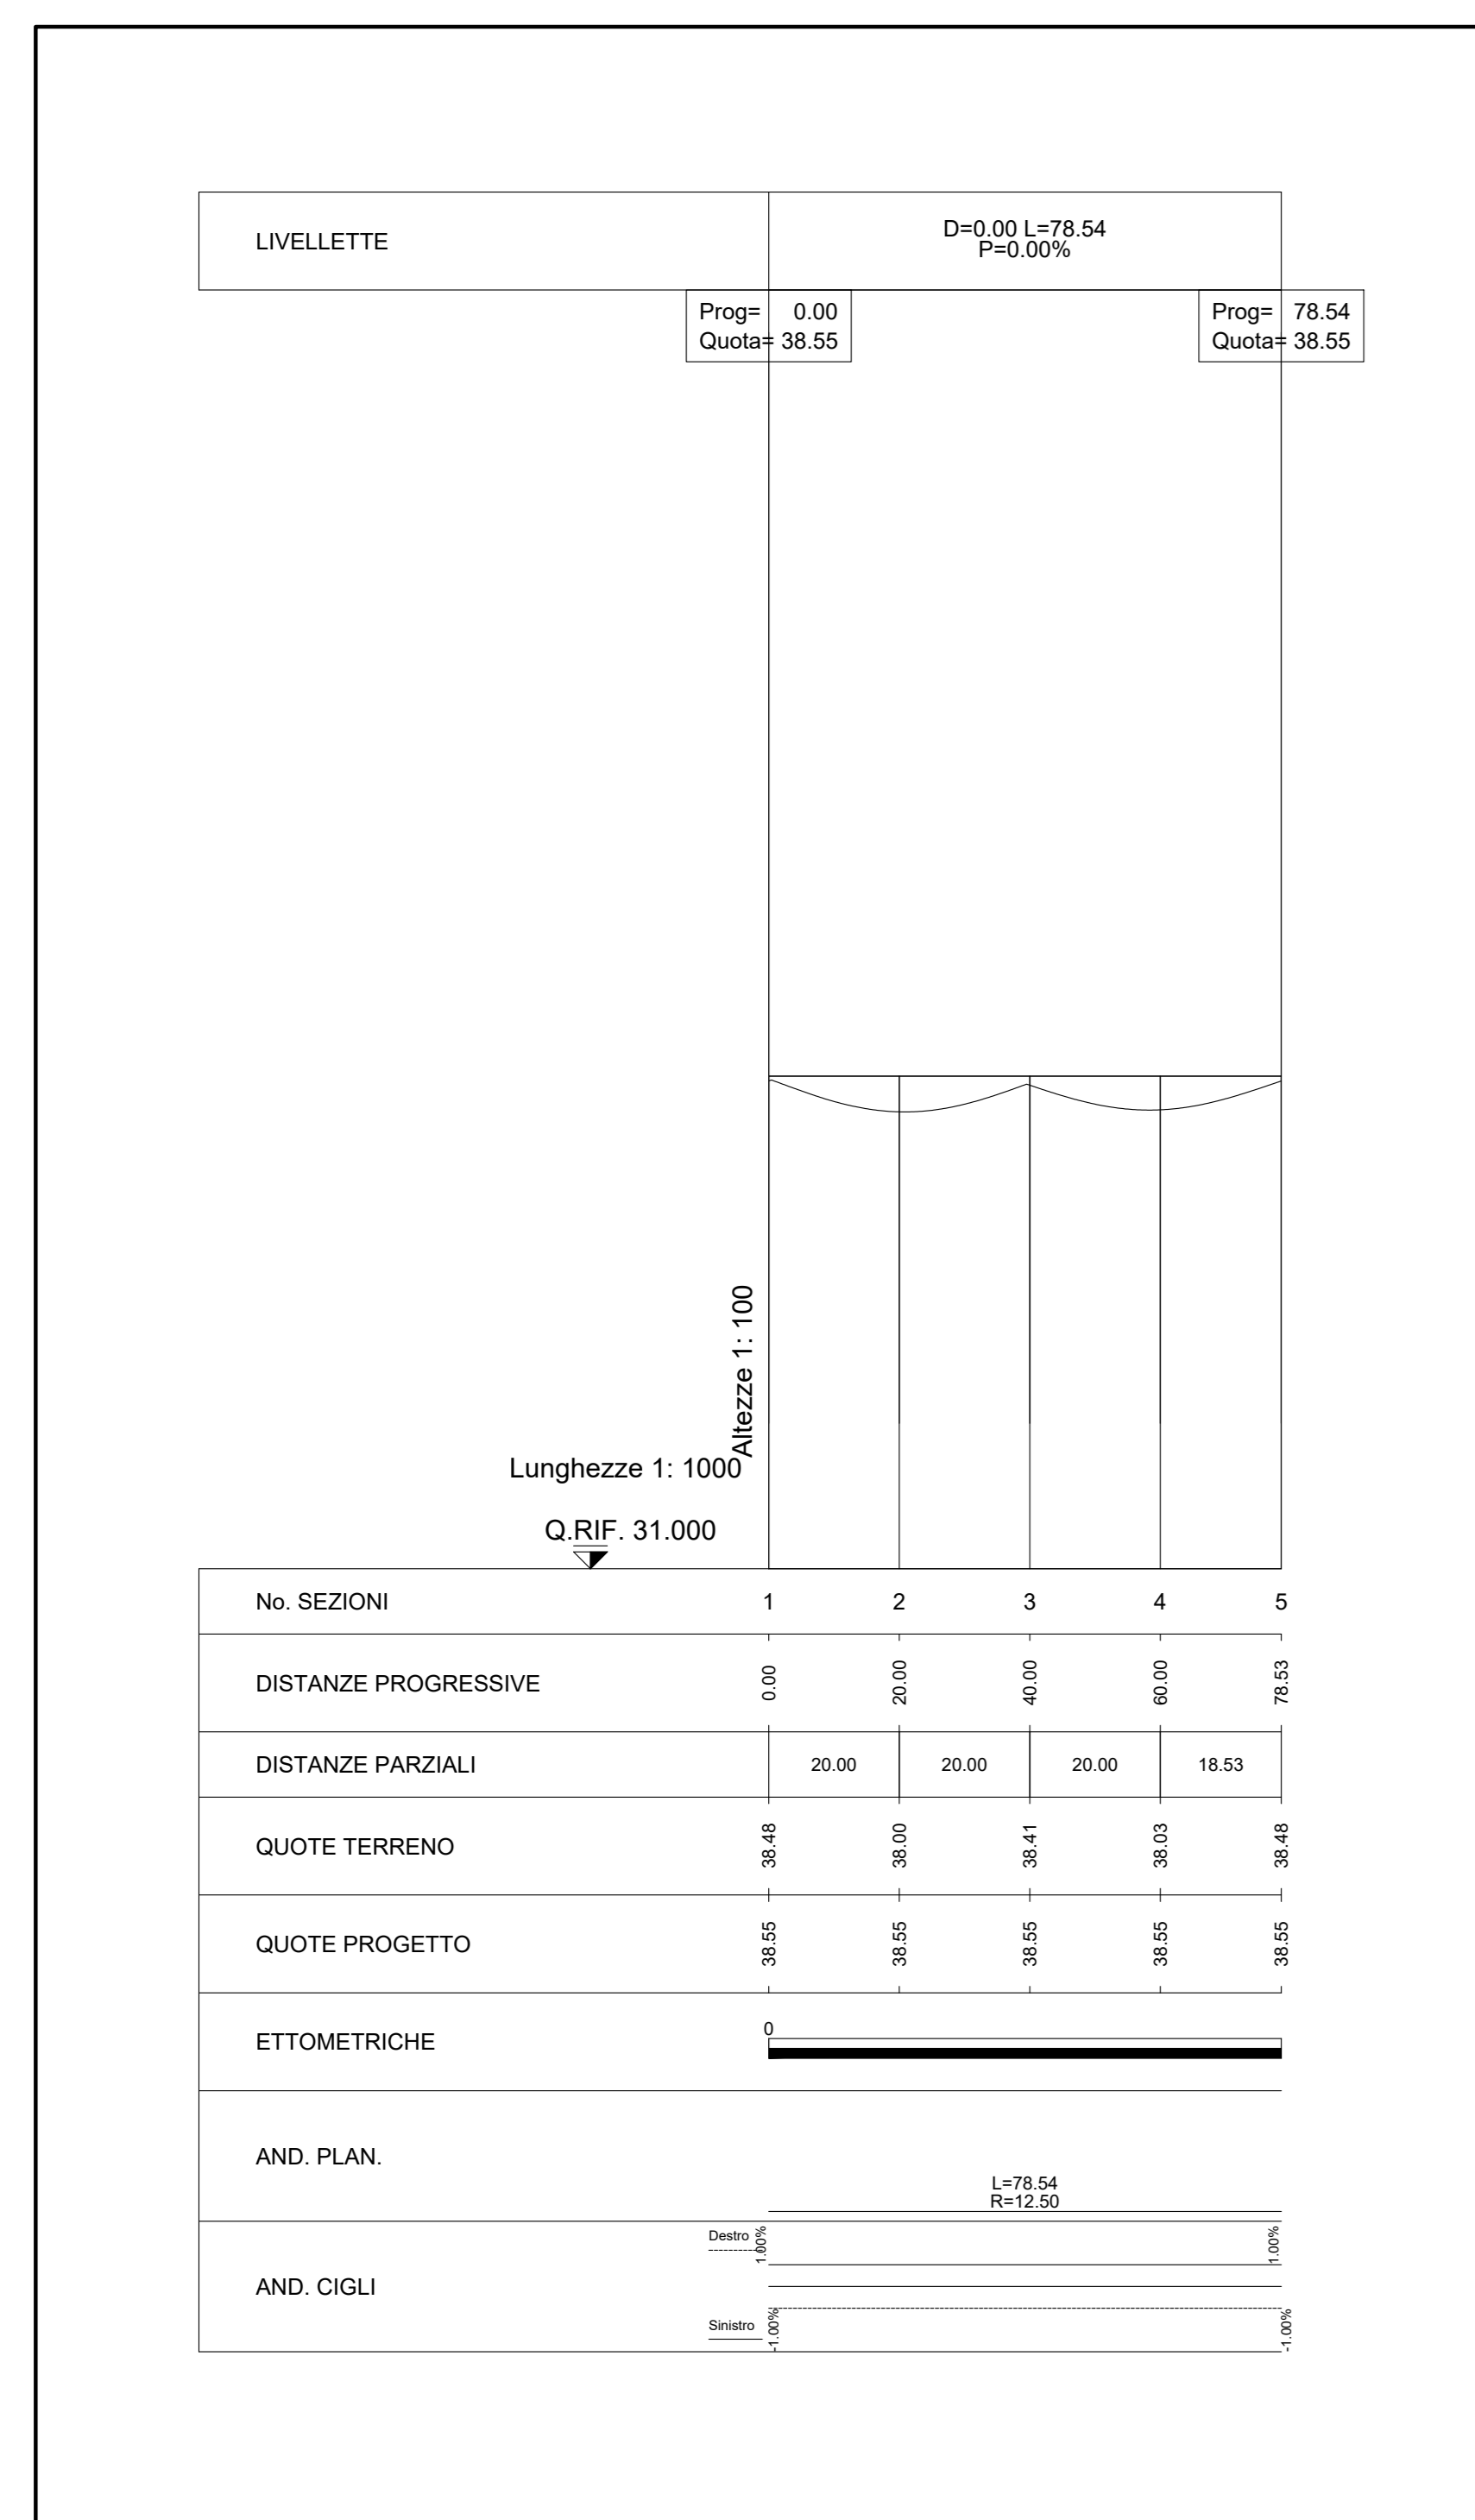 LIVELLETTE
D=0.00 L=78.54
P=0.00%
Prog= 0.00
Quota= 38.55
Prog= 78.54
Quota= 38.55
Altezze 1: 100
Lunghezze 1: 1000
Q.RIF. 31.000
No. SEZIONI 1 2 3 4 5
DISTANZE PROGRESSIVE 0.00 20.00 40.00 60.00 78.53
DISTANZE PARZIALI 20.00 20.00 20.00 18.53
QUOTE TERRENO 38.48 38.00 38.41 38.03 38.48
QUOTE PROGETTO 38.55 38.55 38.55 38.55 38.55
ETTOMETRICHE 0
AND. PLAN.
L=78.54
R=12.50
AND. CIGLI
Destro 1.00% 1.00%
Sinistro -1.00% -1.00%